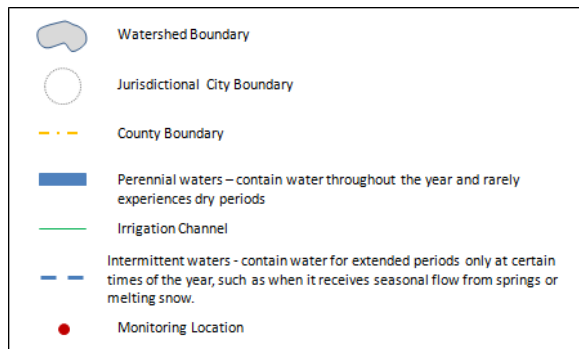 Watershed Boundary
Jurisdictional City Boundary
County Boundary
Perennial waters – contain water throughout the year and rarely
experiences dry periods
Irrigation Channel
Intermittent waters - contain water for extended periods only at certain
times of the year, such as when it receives seasonal flow from springs or
melting snow.
Monitoring Location